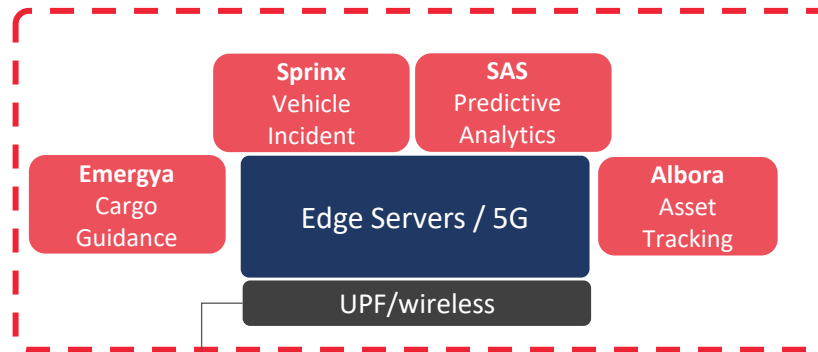 Sprinx
Vehicle
Incident
SAS
Predictive
Analytics
Emergya
Cargo
Guidance
Edge Servers / 5G
Albora
Asset
Tracking
UPF/wireless